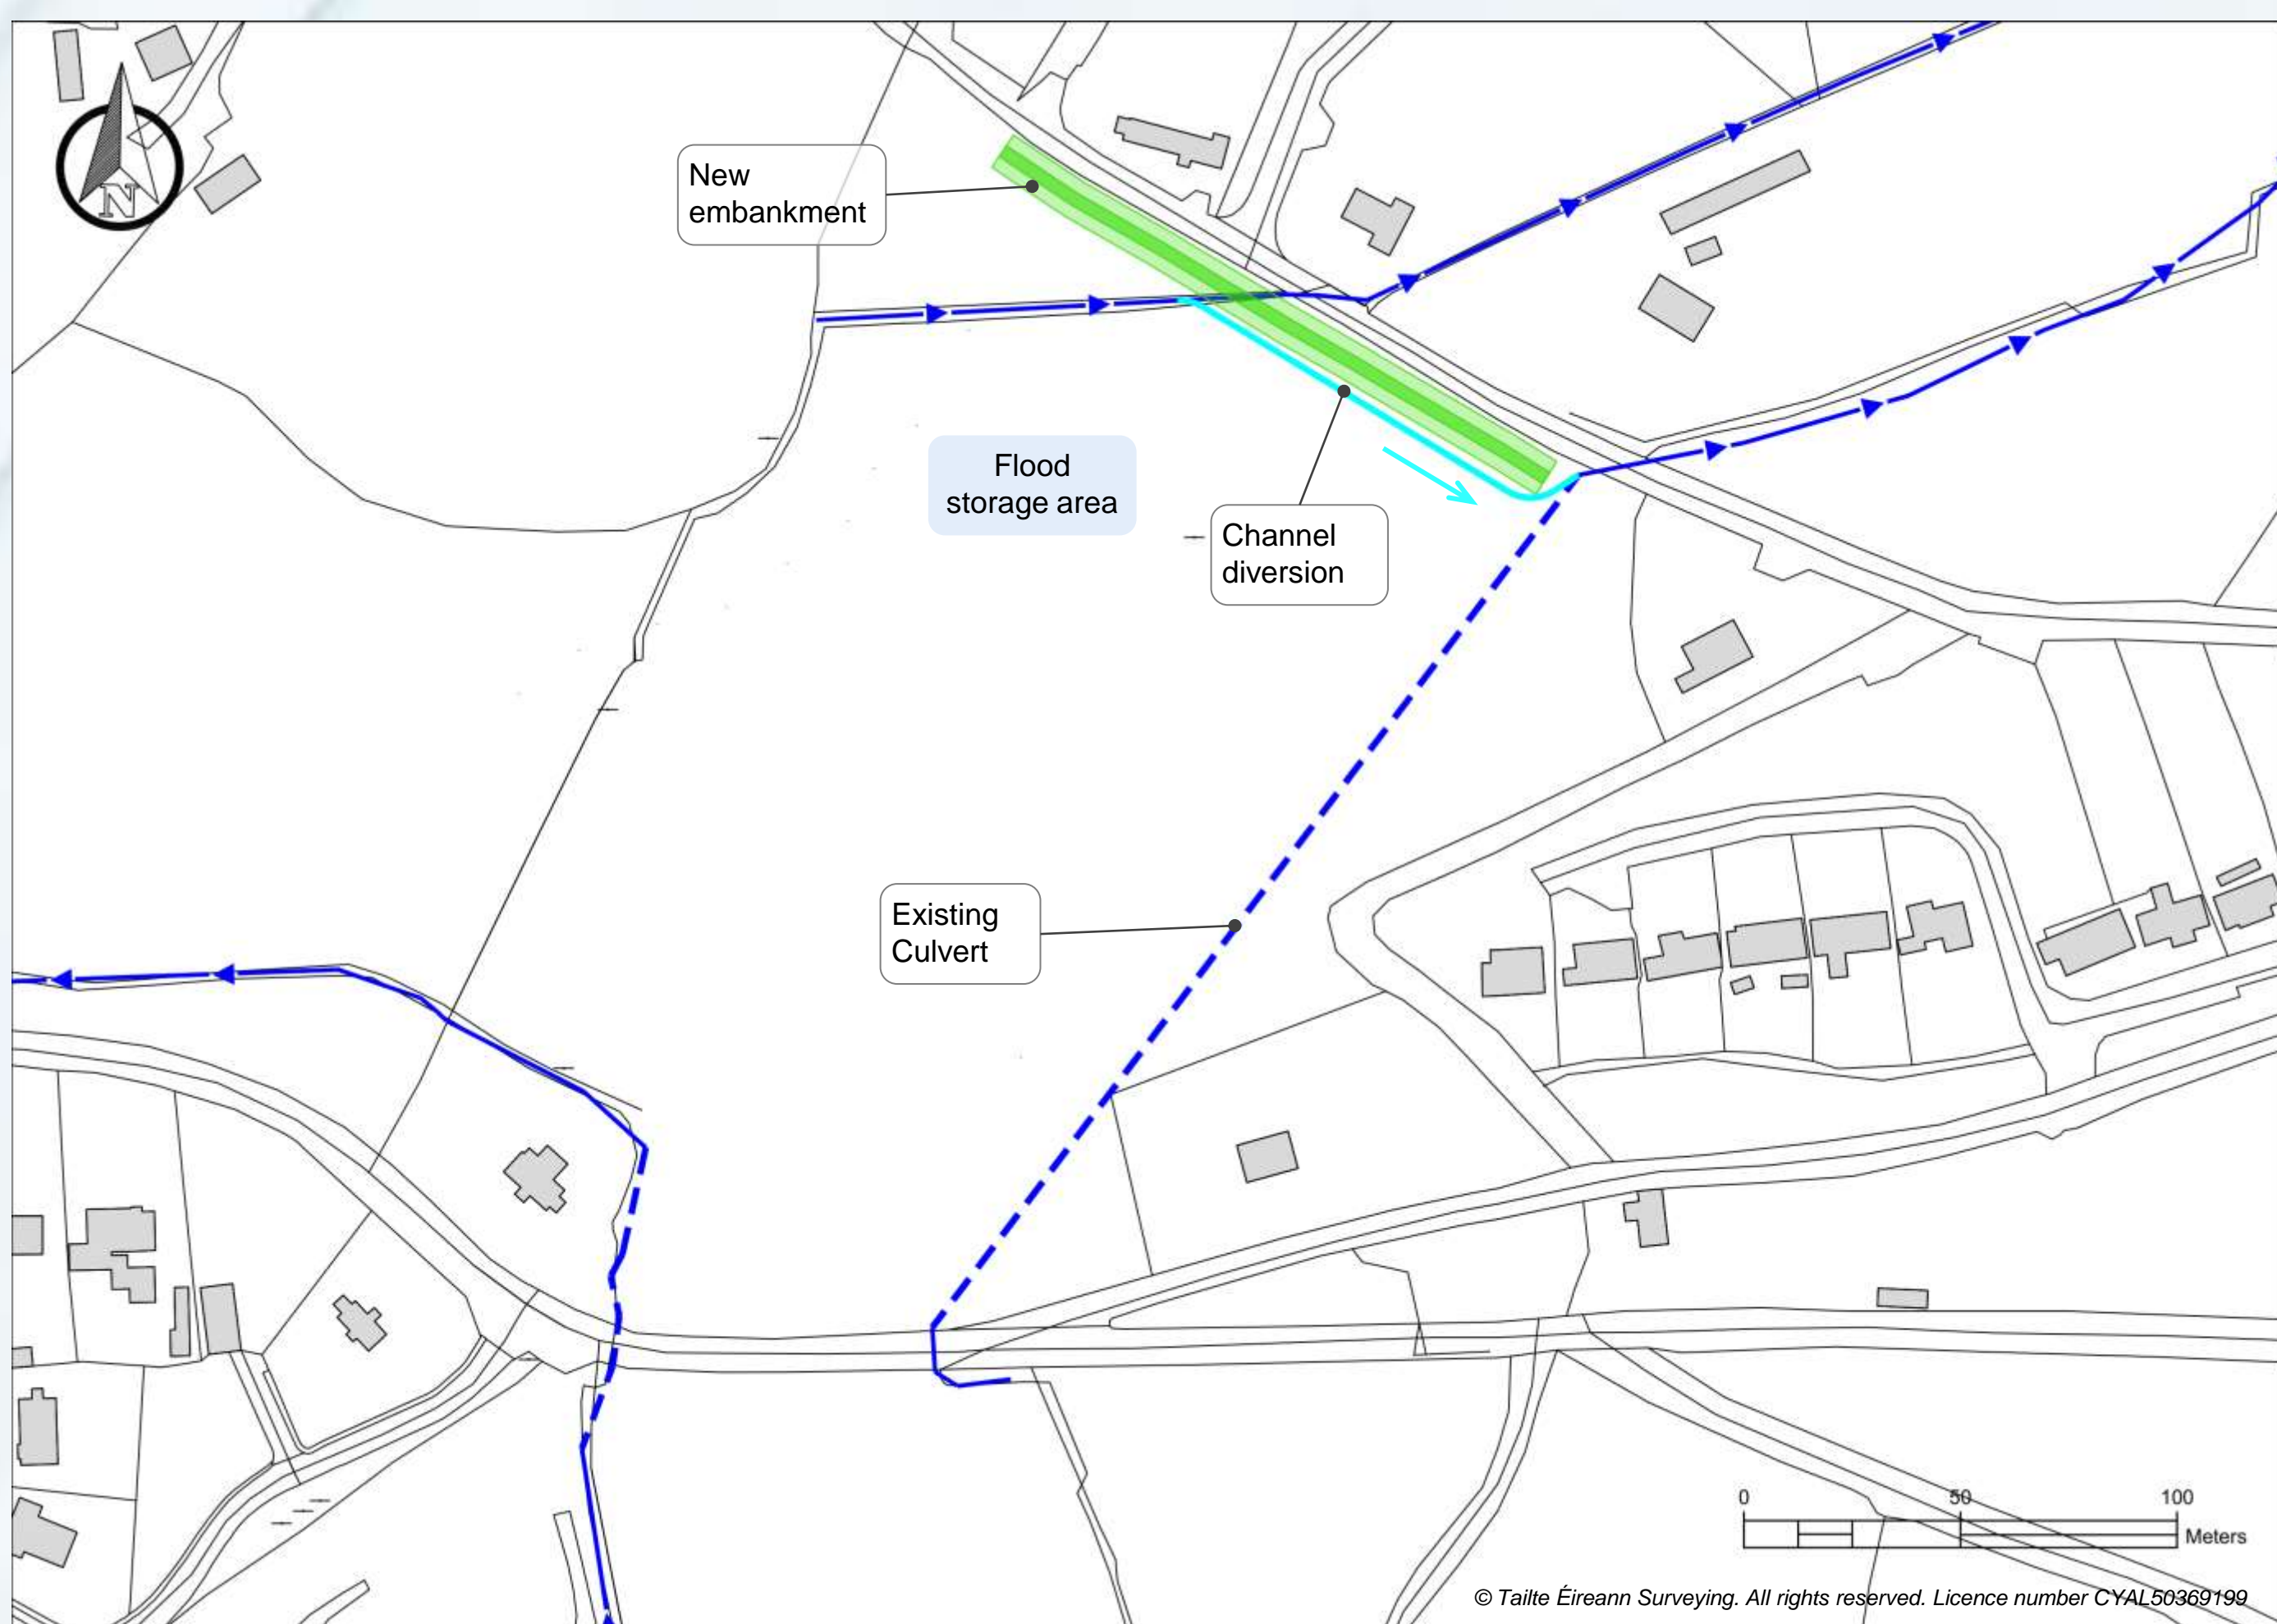 N
New
embankment
Flood
storage area
Channel
diversion
Existing
Culvert
0 50 100
Meters
© Tailte Éireann Surveying. All rights reserved. Licence number CYAL50369199